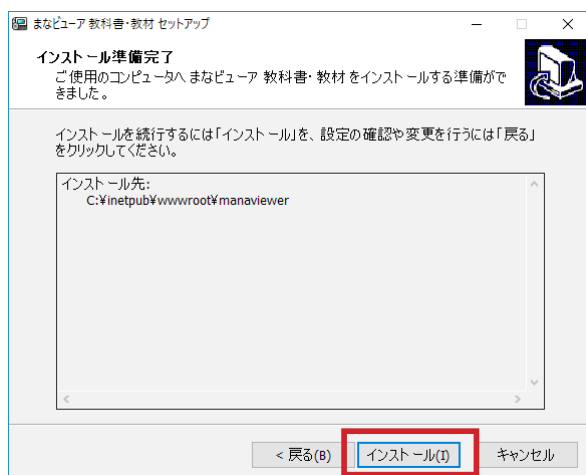 まなビューア 教科書・教材 セットアップ
インストール準備完了
ご使用のコンピュータへ まなビューア 教科書・教材 をインストールする準備がで
きました。
インストールを続行するには「インストール」を、設定の確認や変更を行うには「戻る」
をクリックしてください。
インストール先:
C:¥inetpub¥wwwroot¥manaviewer
< 戻る(B) インストール(I) キャンセル